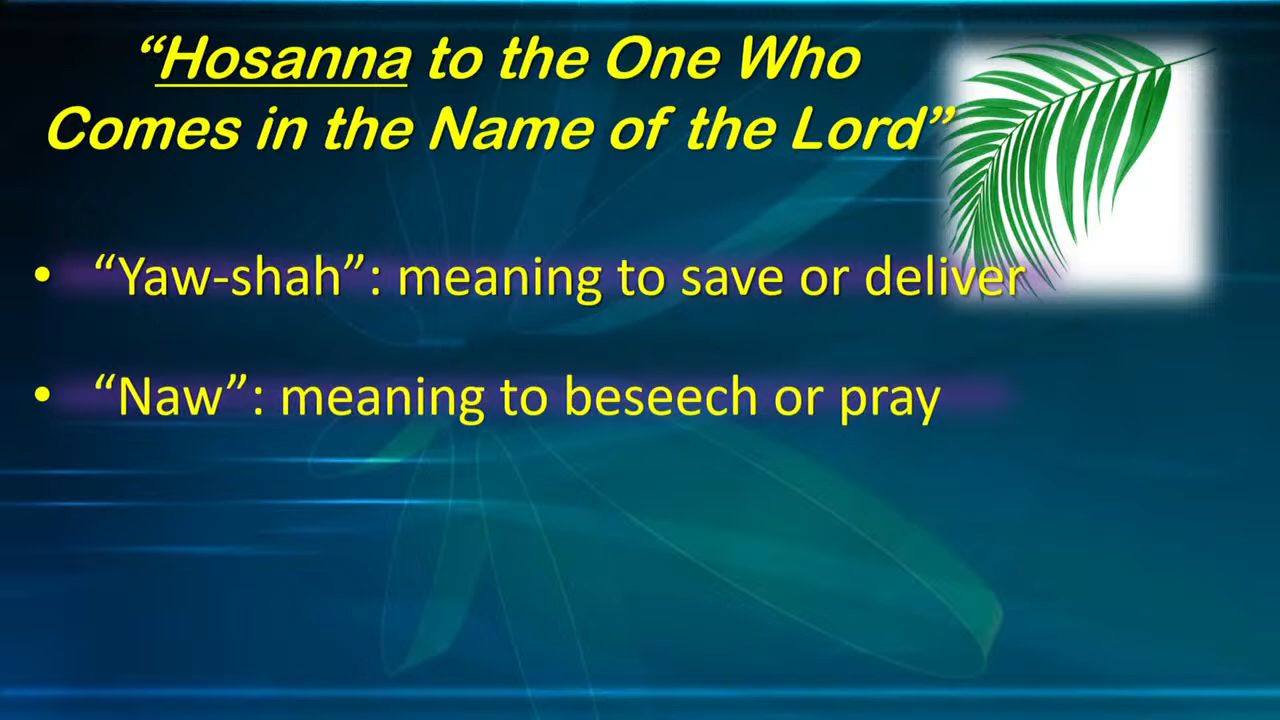 “Hosanna to the One Who
Comes in the Name of the Lord”
• “Yaw-shah”: meaning to save or deliver
• “Naw”: meaning to beseech or pray